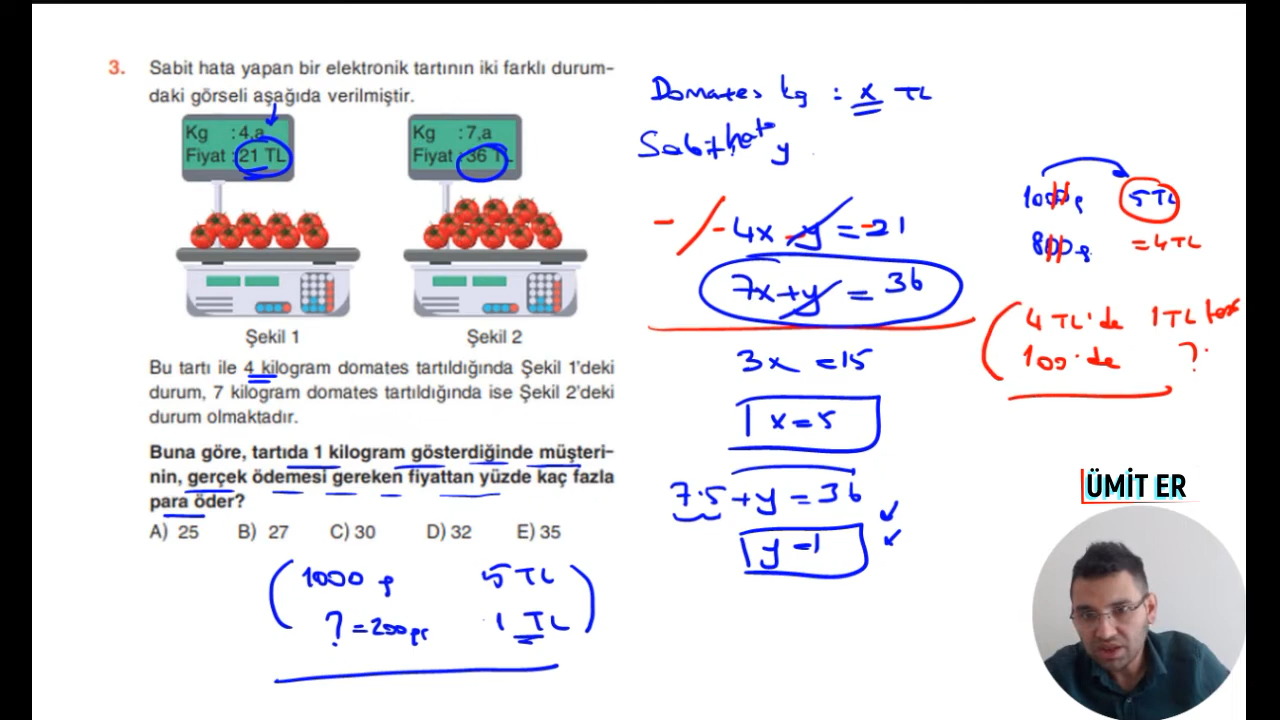 3. Sabit hata yapan bir elektronik tartının iki farklı durum-
daki görseli aşağıda verilmiştir.
Kg : 4,a
Fiyat : 21 TL
Kg : 7,a
Fiyat : 36 TL
Şekil 1
Şekil 2
Bu tartı ile 4 kilogram domates tartıldığında Şekil 1'deki
durum, 7 kilogram domates tartıldığında ise Şekil 2'deki
durum olmaktadır.
Buna göre, tartıda 1 kilogram gösterdiğinde müşteri-
nin, gerçek ödemesi gereken fiyattan yüzde kaç fazla
para öder?
A) 25 B) 27 C) 30 D) 32 E) 35
1000 g 5 TL
? = 200 gr 1 TL
Domates kg : x TL
Sabit hata y
- / - 4x - y = - 21
7x + y = 36
3x = 15
x = 5
7.5 + y = 36
y = 1
1000 g 5 TL
800 g = 4 TL
4 TL'de 1 TL
100'de ?
ÜMİT ER